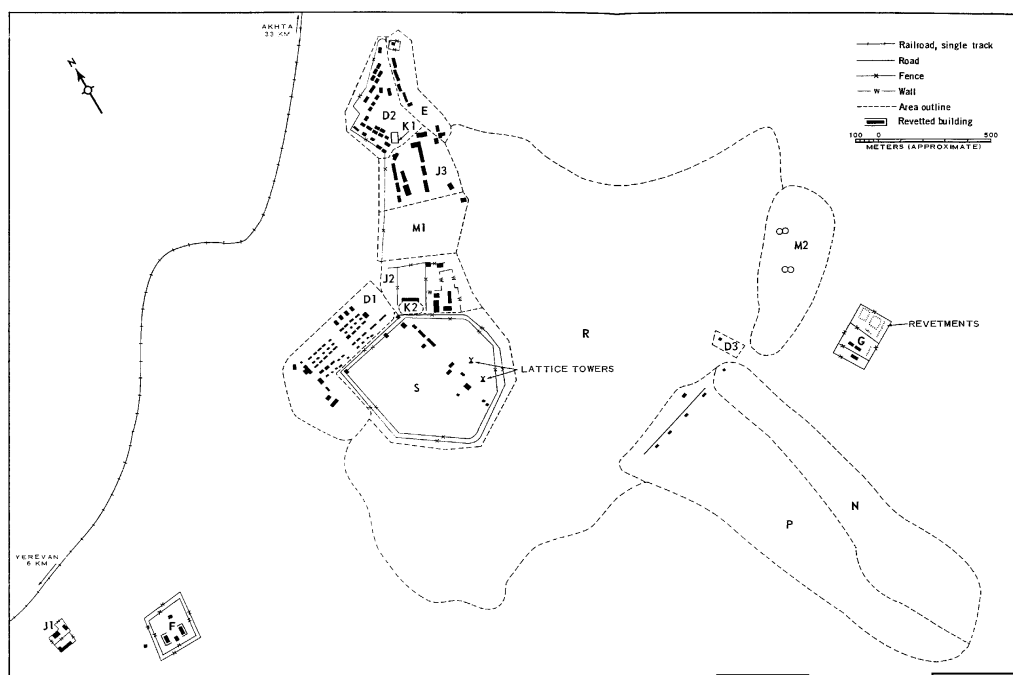 AKHTA
33 KM
N
Railroad, single track
Road
Fence
Wall
Area outline
Revetted building
100 0 500
METERS (APPROXIMATE)
E
D2
K1
J3
M1
M2
J2
K2
D1
REVETMENTS
G
R
D3
LATTICE TOWERS
S
N
P
YEREVAN
6 KM
J1
F